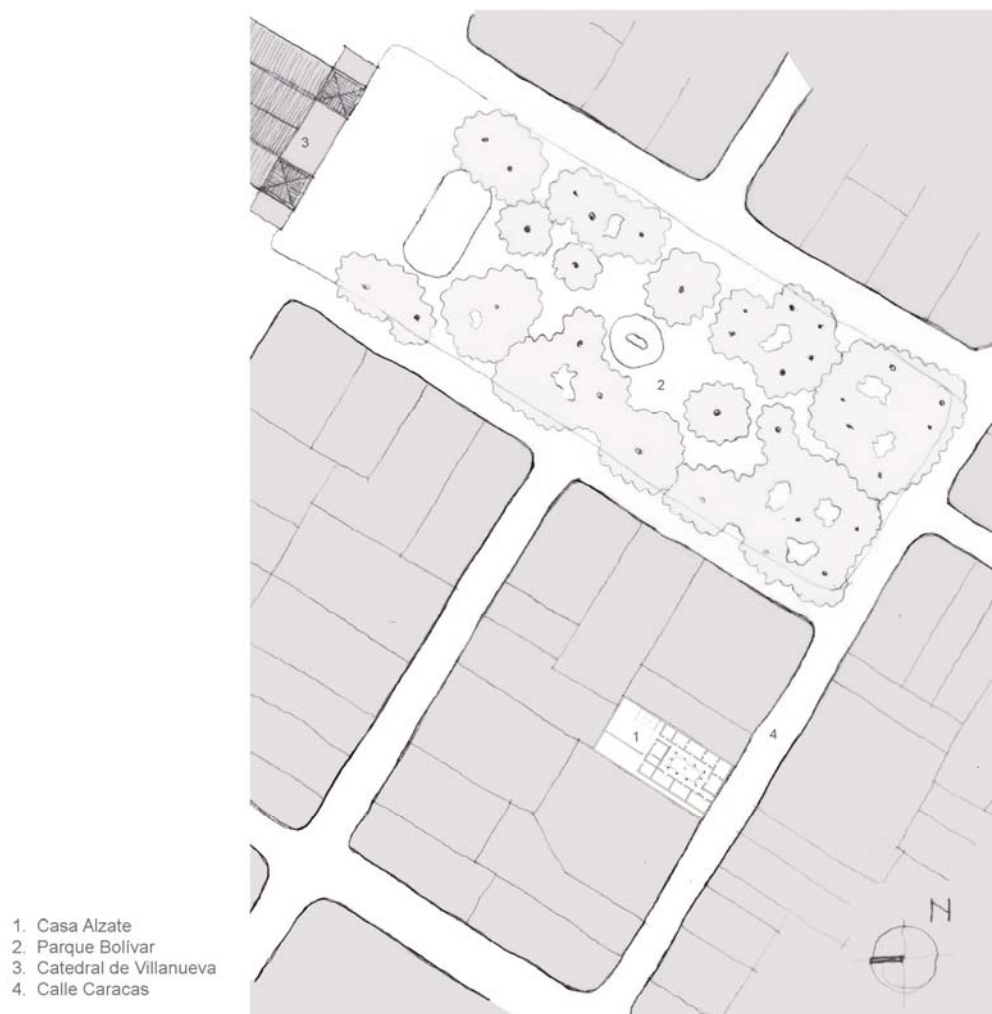 3
2
1
4
N
1. Casa Alzate
2. Parque Bolívar
3. Catedral de Villanueva
4. Calle Caracas